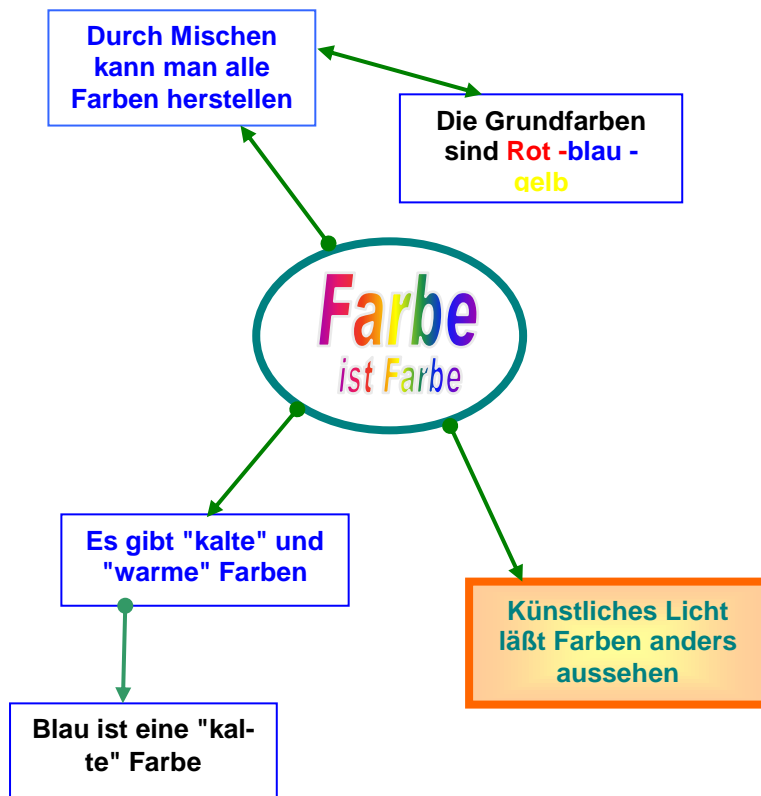 Durch Mischen
kann man alle
Farben herstellen
Die Grundfarben
sind Rot -blau -
gelb
Farbe
ist Farbe
Es gibt "kalte" und
"warme" Farben
Künstliches Licht
läßt Farben anders
aussehen
Blau ist eine "kal-
te" Farbe